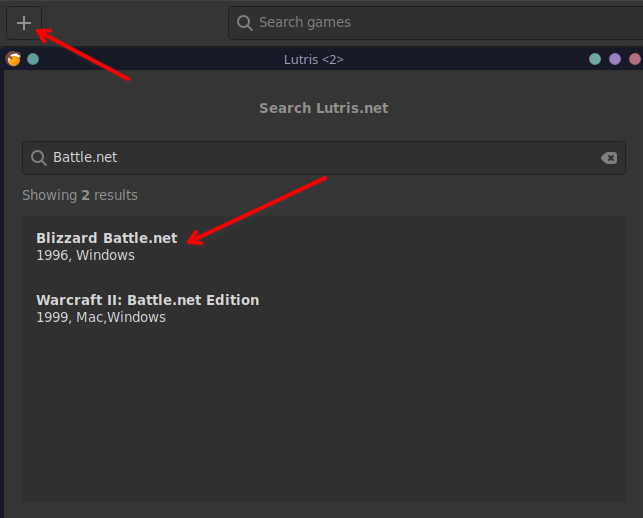 Search games
Lutris <2>
Search Lutris.net
Battle.net
Showing 2 results
Blizzard Battle.net
1996, Windows
Warcraft II: Battle.net Edition
1999, Mac,Windows